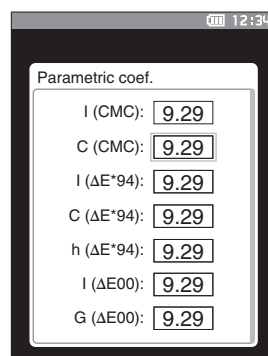 12:34
Parametric coef.
l (CMC): 9.29
C (CMC): 9.29
l (ΔE*94): 9.29
C (ΔE*94): 9.29
h (ΔE*94): 9.29
l (ΔE00): 9.29
G (ΔE00): 9.29